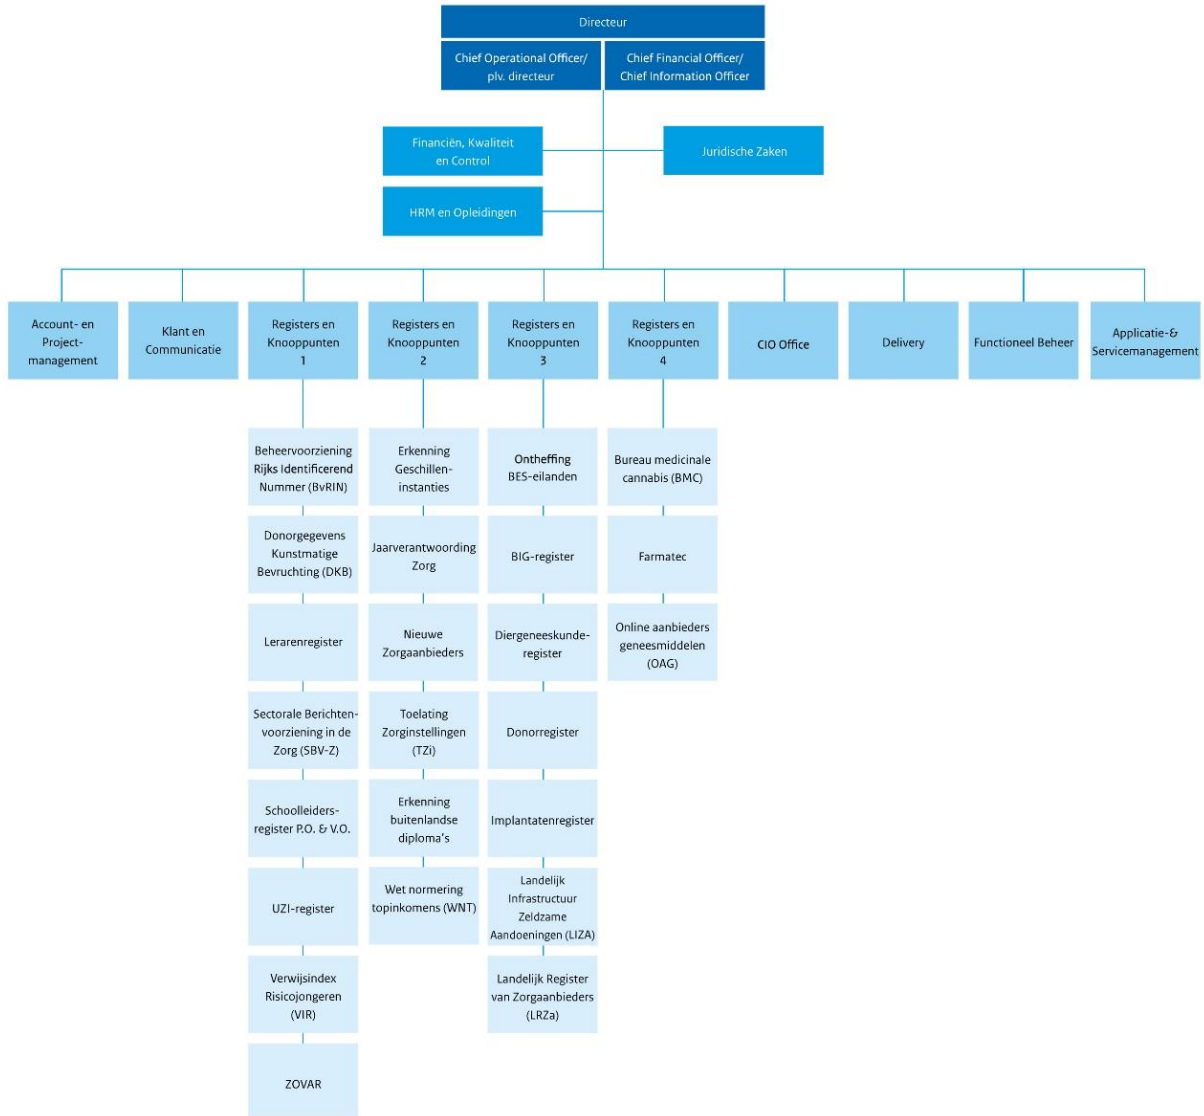 Directeur
Chief Operational Officer/
plv. directeur
Chief Financial Officer/
Chief Information Officer
Financiën, Kwaliteit
en Control
Juridische Zaken
HRM en Opleidingen
Account- en
Project-
management
Klant en
Communicatie
Registers en
Knooppunten
1
Registers en
Knooppunten
2
Registers en
Knooppunten
3
Registers en
Knooppunten
4
CIO Office
Delivery
Functioneel Beheer
Applicatie-&
Servicemanagement
Beheervoorziening
Rijks Identificerend
Nummer (BvRIN)
Donorgegevens
Kunstmatige
Bevruchting (DKB)
Lerarenregister
Sectorale Berichten-
voorziening in de
Zorg (SBV-Z)
Schoolleiders-
register P.O. & V.O.
UZI-register
Verwijsindex
Risicojongeren
(VIR)
ZOVAR
Erkenning
Geschillen-
instanties
Jaarverantwoording
Zorg
Nieuwe
Zorgaanbieders
Toelating
Zorginstellingen
(TZi)
Erkenning
buitenlandse
diploma's
Wet normering
topinkomens (WNT)
Ontheffing
BES-eilanden
BIG-register
Diergeneeskunde-
register
Donorregister
Implantatenregister
Landelijk
Infrastructuur
Zeldzame
Aandoeningen (LIZA)
Landelijk Register
van Zorgaanbieders
(LRZa)
Bureau medicinale
cannabis (BMC)
Farmatec
Online aanbieders
geneesmiddelen
(OAG)